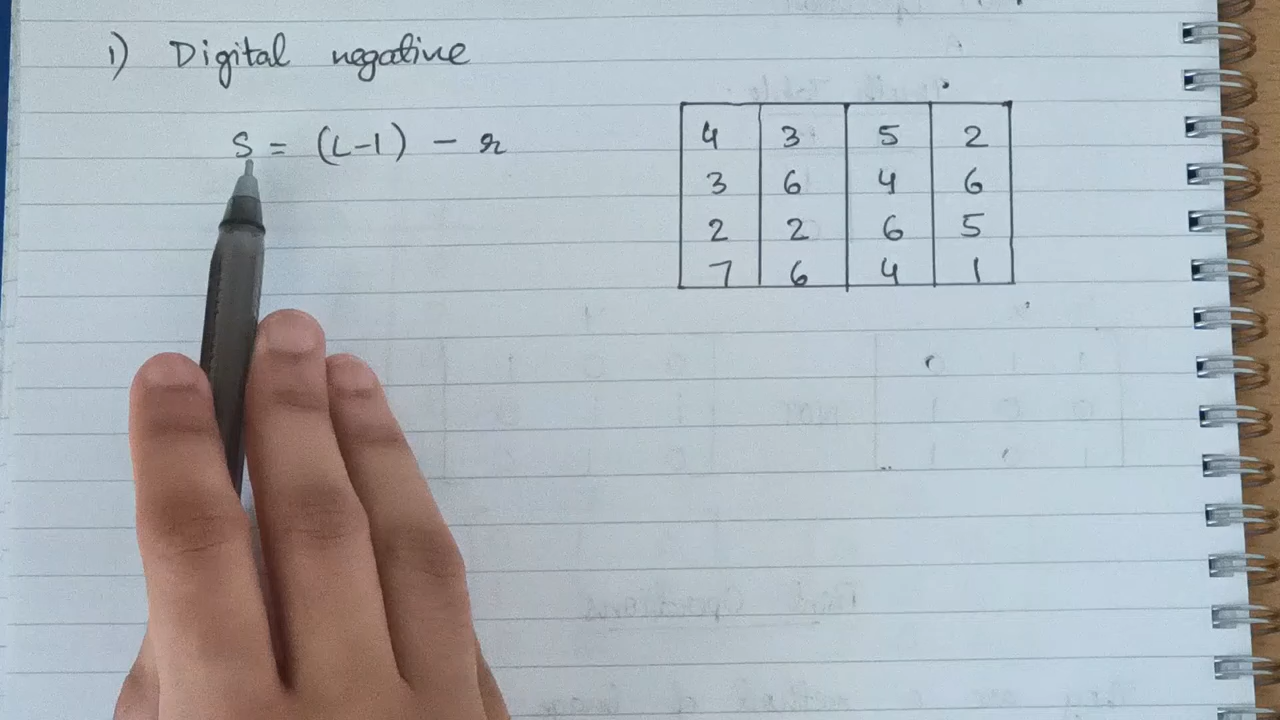 1) Digital negative
S = (L-1) - r
4 3 5 2
3 6 4 6
2 2 6 5
7 6 4 1